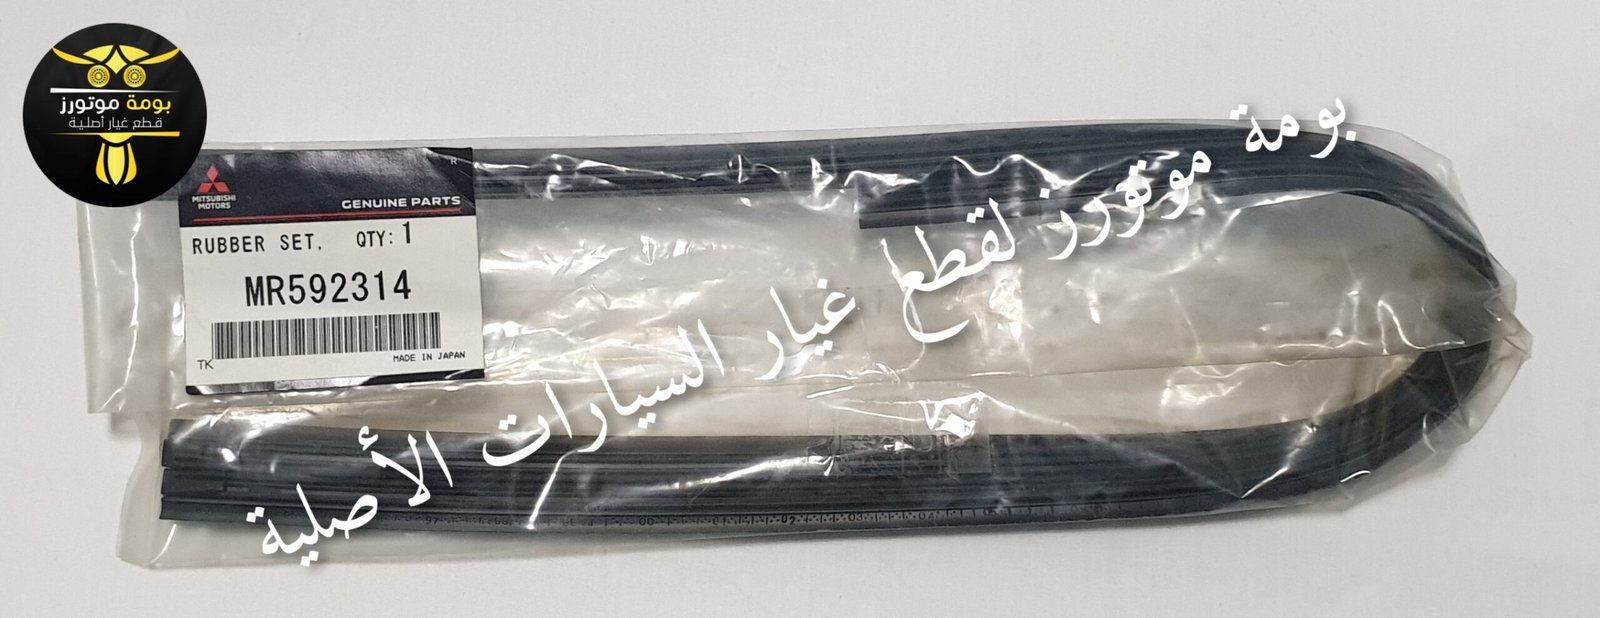 بومة موتورز
قطع غيار أصلية
R
MITSUBISHI
MOTORS
GENUINE PARTS
RUBBER SET, QTY: 1
MR592314
TK
MADE IN JAPAN
بومة موتورز لقطع غيار السيارات الأصلية